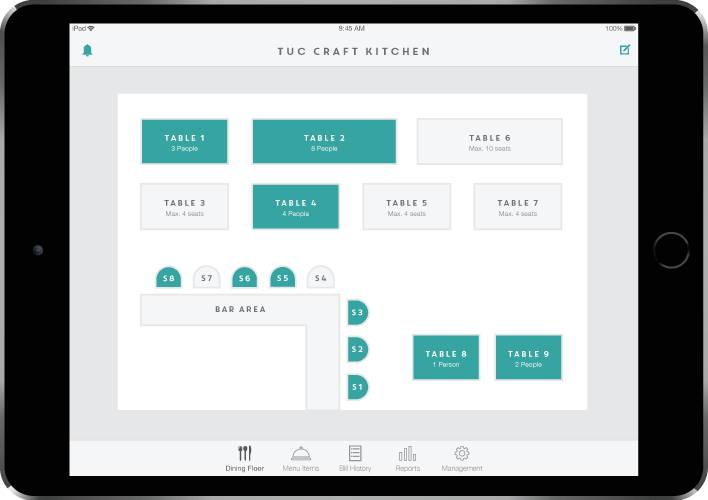 iPad
9:45 AM
100%
TUC CRAFT KITCHEN
TABLE 1
3 People
TABLE 2
8 People
TABLE 6
Max. 10 seats
TABLE 3
Max. 4 seats
TABLE 4
4 People
TABLE 5
Max. 4 seats
TABLE 7
Max. 4 seats
S8
S7
S6
S5
S4
BAR AREA
S3
S2
S1
TABLE 8
1 Person
TABLE 9
2 People
Dining Floor
Menu Items
Bill History
Reports
Management